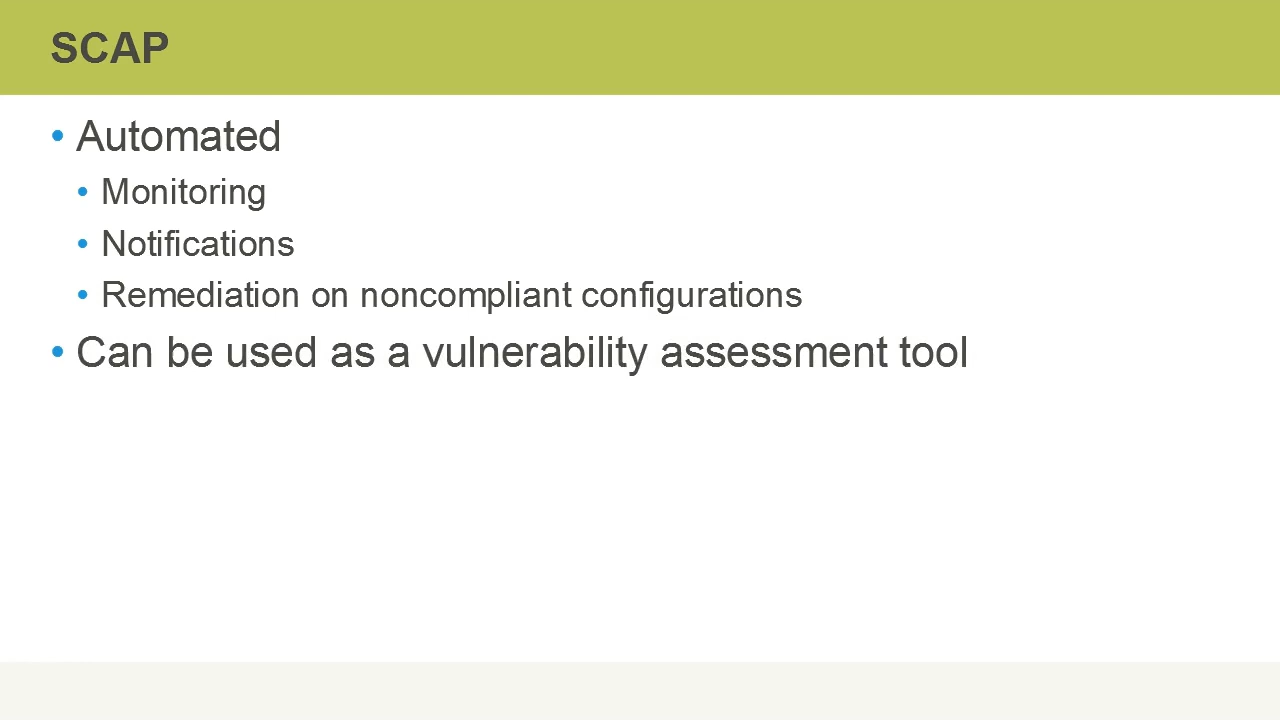 SCAP
• Automated
• Monitoring
• Notifications
• Remediation on noncompliant configurations
• Can be used as a vulnerability assessment tool